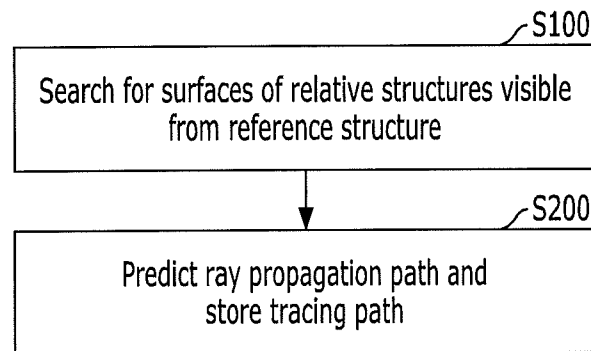 S100
Search for surfaces of relative structures visible
from reference structure
S200
Predict ray propagation path and
store tracing path